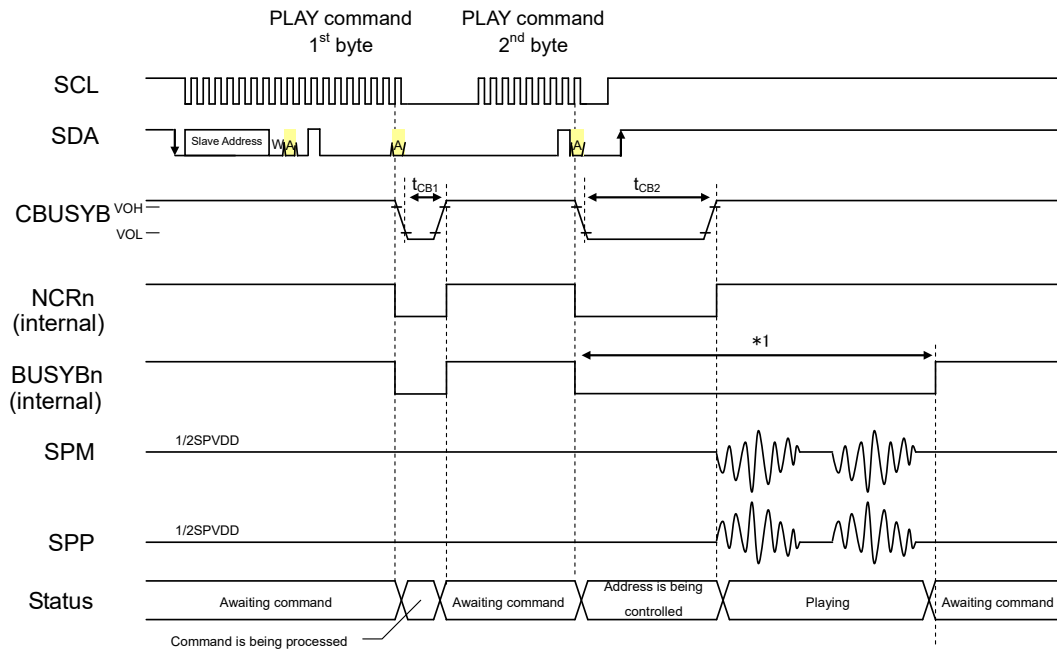 PLAY command
1st byte
PLAY command
2nd byte
SCL
SDA
Slave Address
W
A
A
A
tCB1
tCB2
CBUSYB
VOH
VOL
NCRn
(internal)
*1
BUSYBn
(internal)
SPM
1/2SPVDD
SPP
1/2SPVDD
Status
Awaiting command
Awaiting command
Address is being
controlled
Playing
Awaiting command
Command is being processed